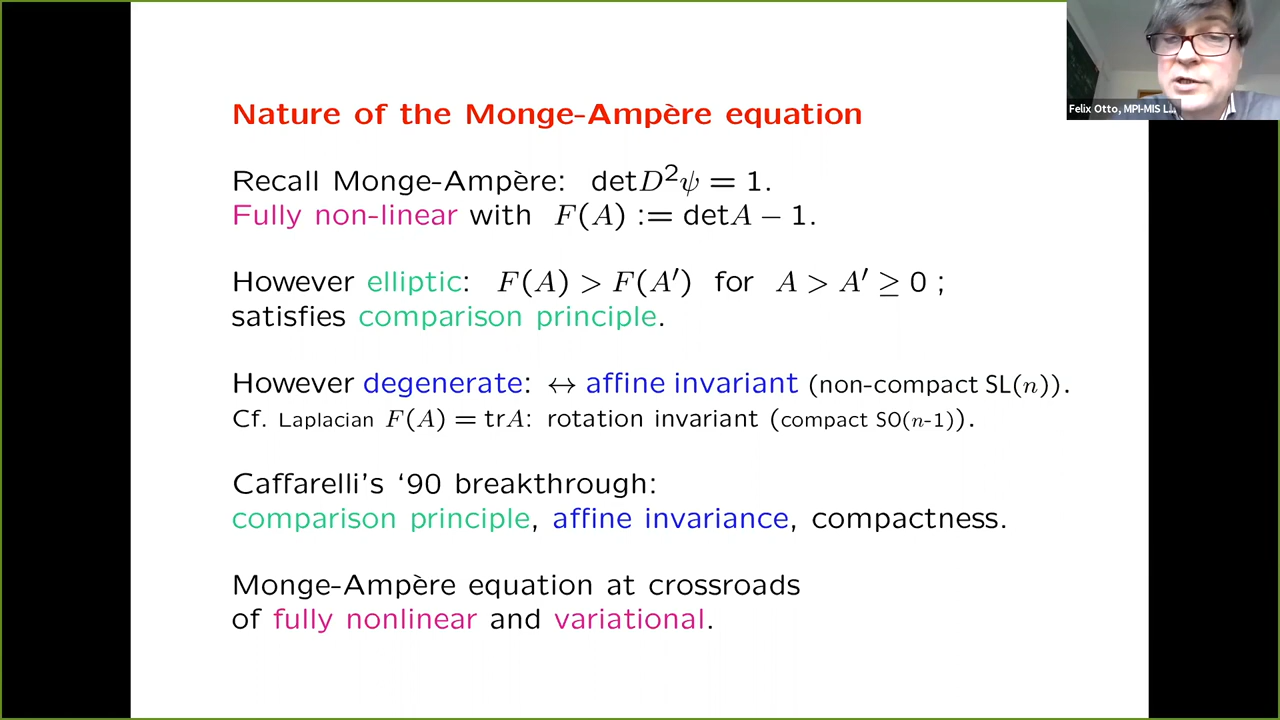 Nature of the Monge-Ampère equation
Recall Monge-Ampère: detD²ψ = 1.
Fully non-linear with F(A) := detA − 1.
However elliptic: F(A) > F(A′) for A > A′ ≥ 0 ;
satisfies comparison principle.
However degenerate: ↔ affine invariant (non-compact SL(n)).
Cf. Laplacian F(A) = trA: rotation invariant (compact SO(n-1)).
Caffarelli's ‘90 breakthrough:
comparison principle, affine invariance, compactness.
Monge-Ampère equation at crossroads
of fully nonlinear and variational.
Felix Otto, MPI-MIS L...